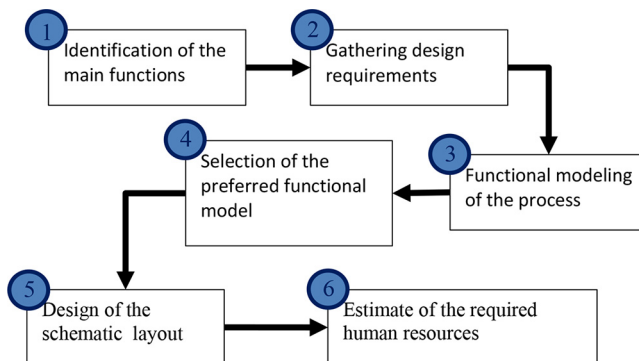 1
Identification of the
main functions
2
Gathering design
requirements
3
Functional modeling
of the process
4
Selection of the
preferred functional
model
5
Design of the
schematic layout
6
Estimate of the required
human resources